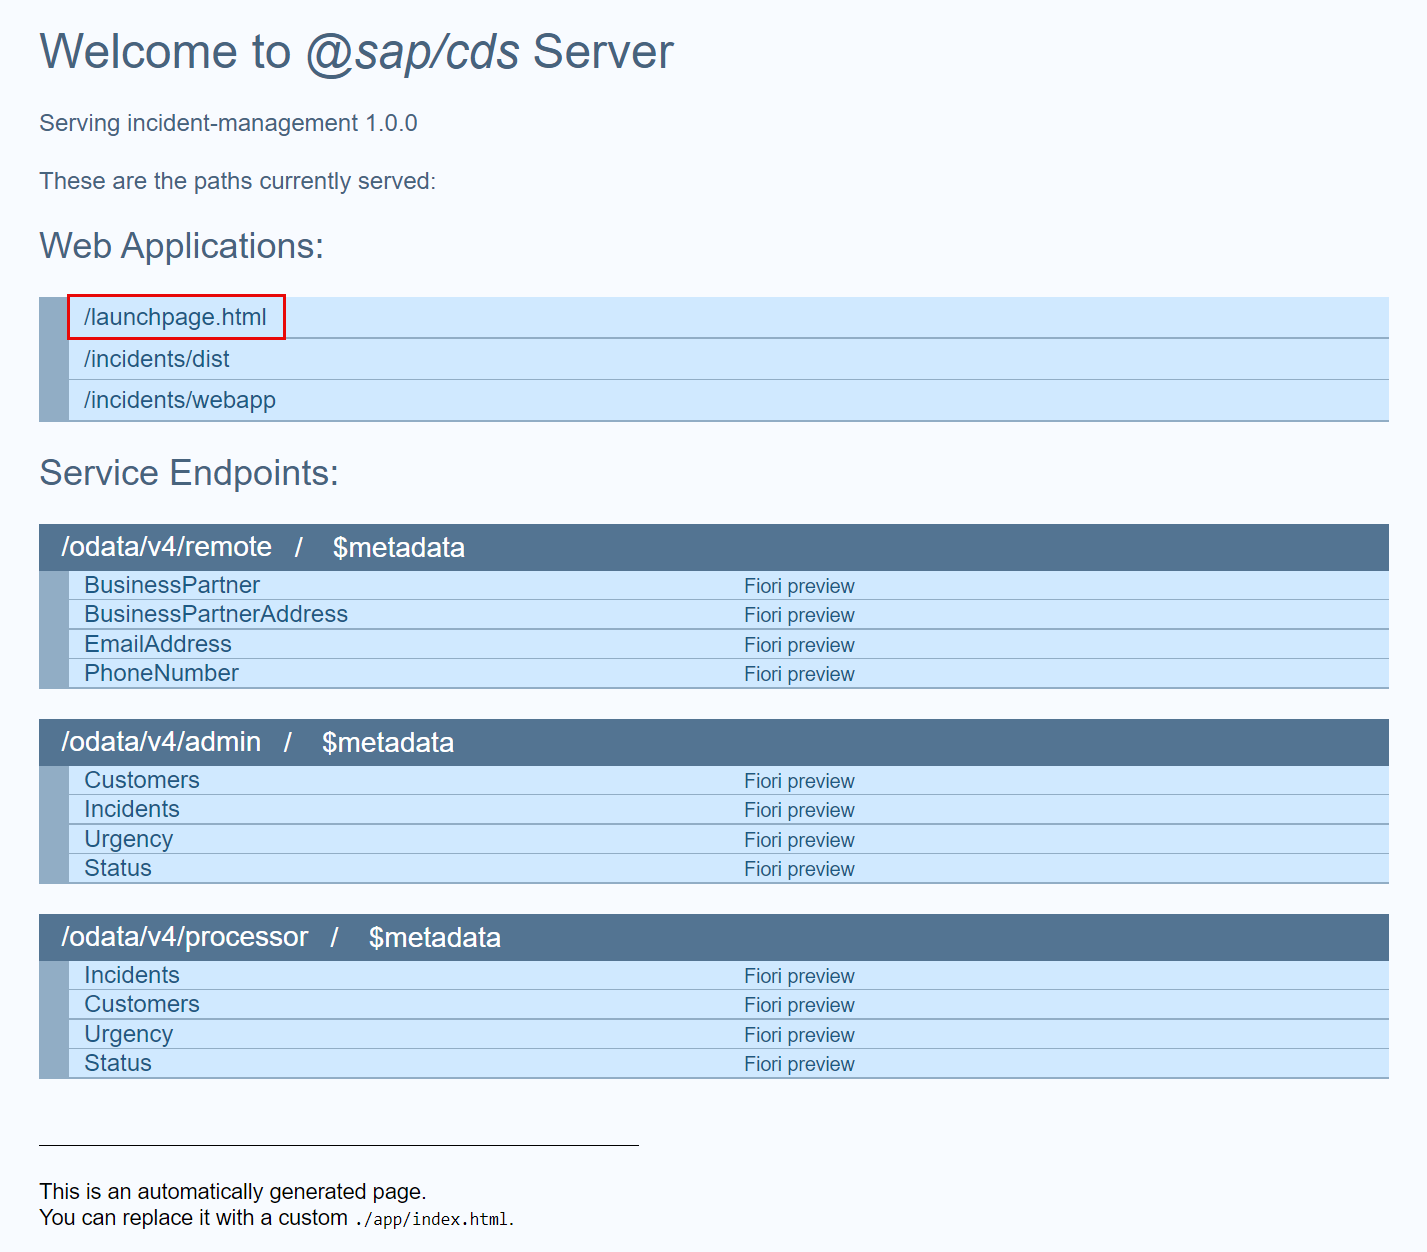 Welcome to @sap/cds Server
Serving incident-management 1.0.0
These are the paths currently served:
Web Applications:
/launchpage.html
/incidents/dist
/incidents/webapp
Service Endpoints:
/odata/v4/remote / $metadata
BusinessPartner Fiori preview
BusinessPartnerAddress Fiori preview
EmailAddress Fiori preview
PhoneNumber Fiori preview
/odata/v4/admin / $metadata
Customers Fiori preview
Incidents Fiori preview
Urgency Fiori preview
Status Fiori preview
/odata/v4/processor / $metadata
Incidents Fiori preview
Customers Fiori preview
Urgency Fiori preview
Status Fiori preview
This is an automatically generated page.
You can replace it with a custom ./app/index.html.